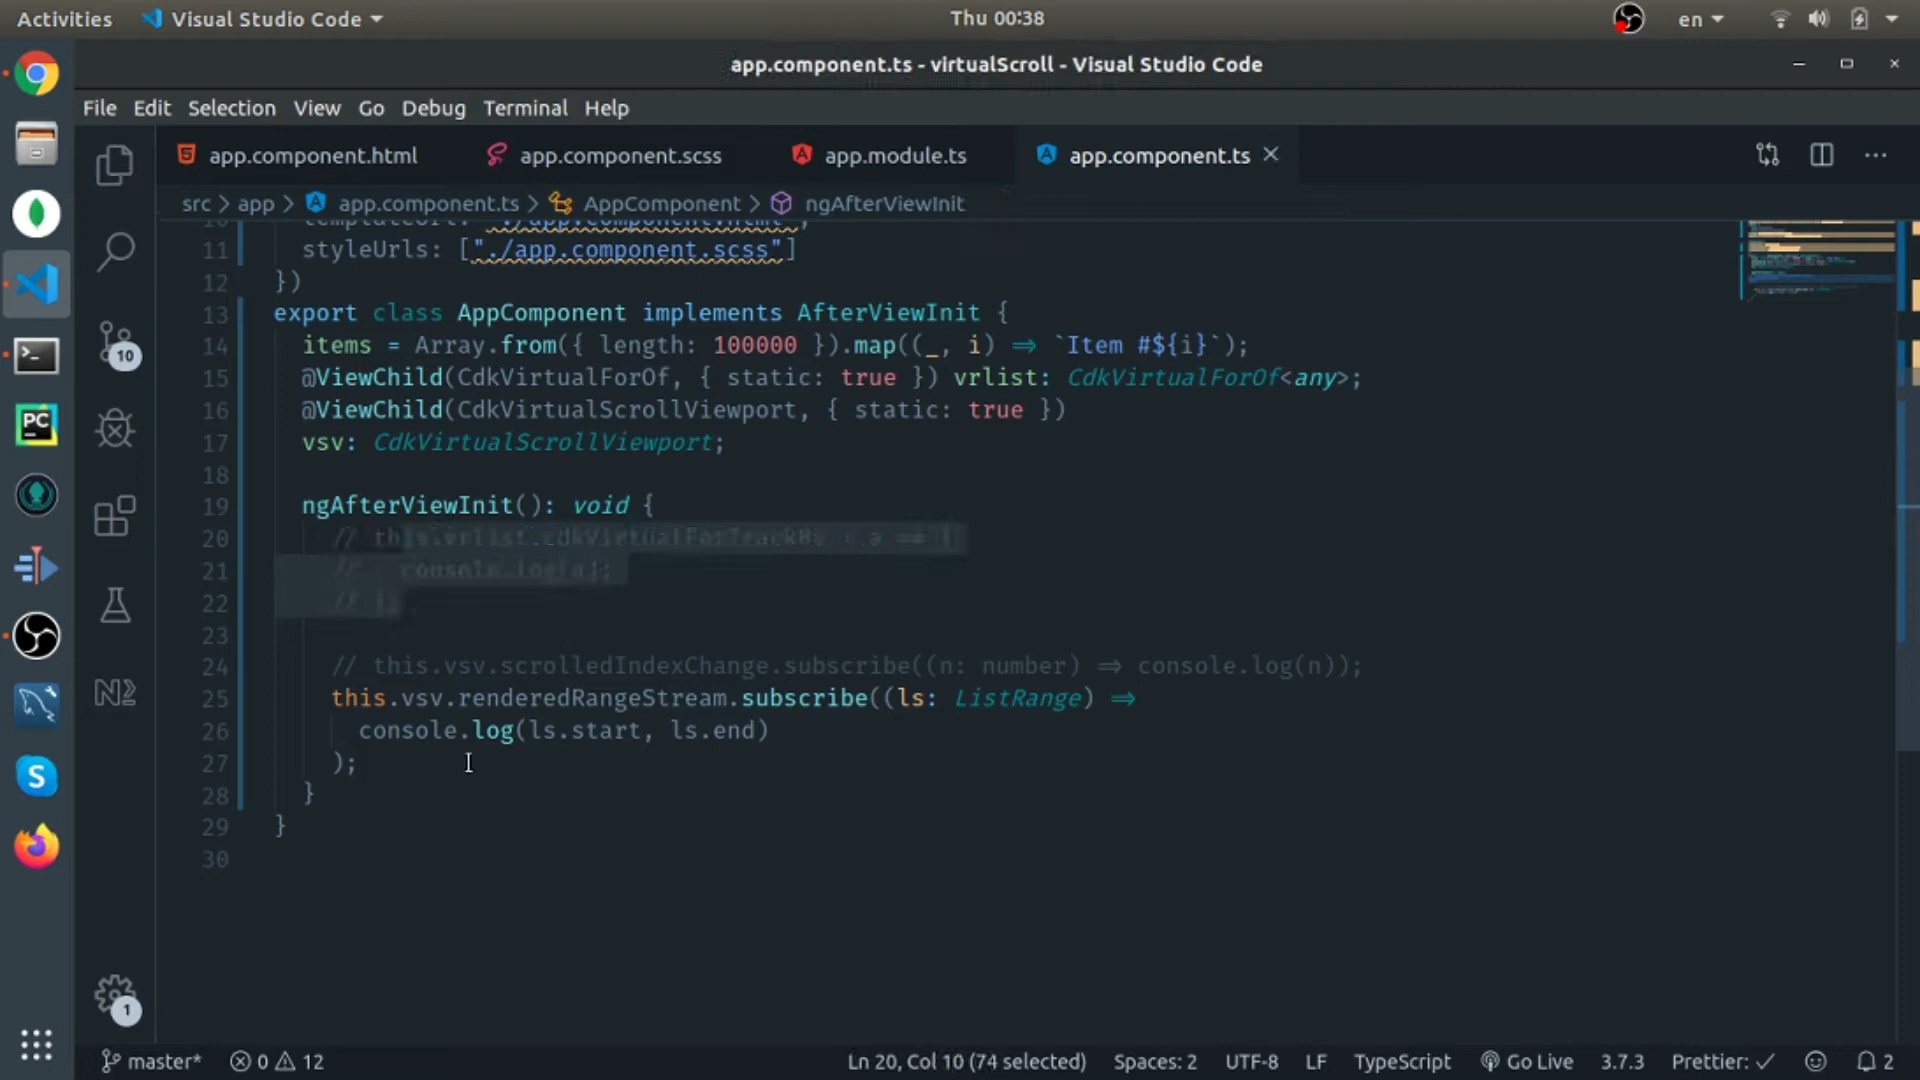 Activities
Visual Studio Code
Thu 00:38
en
app.component.ts - virtualScroll - Visual Studio Code
File Edit Selection View Go Debug Terminal Help
app.component.html
app.component.scss
app.module.ts
app.component.ts
src > app > app.component.ts > AppComponent > ngAfterViewInit
11 styleUrls: ["./app.component.scss"]
12 })
13 export class AppComponent implements AfterViewInit {
14 items = Array.from({ length: 100000 }).map((_, i) => `Item #${i}`);
15 @ViewChild(CdkVirtualForOf, { static: true }) vrlist: CdkVirtualForOf<any>;
16 @ViewChild(CdkVirtualScrollViewport, { static: true })
17 vsv: CdkVirtualScrollViewport;
18
19 ngAfterViewInit(): void {
20 //
21 //
22 //
23
24 // this.vsv.scrolledIndexChange.subscribe((n: number) => console.log(n));
25 this.vsv.renderedRangeStream.subscribe((ls: ListRange) =>
26 console.log(ls.start, ls.end)
27 );
28 }
29 }
30
10
PC
1
master*
0
12
Ln 20, Col 10 (74 selected)
Spaces: 2
UTF-8
LF
TypeScript
Go Live
3.7.3
Prettier: ✓
2